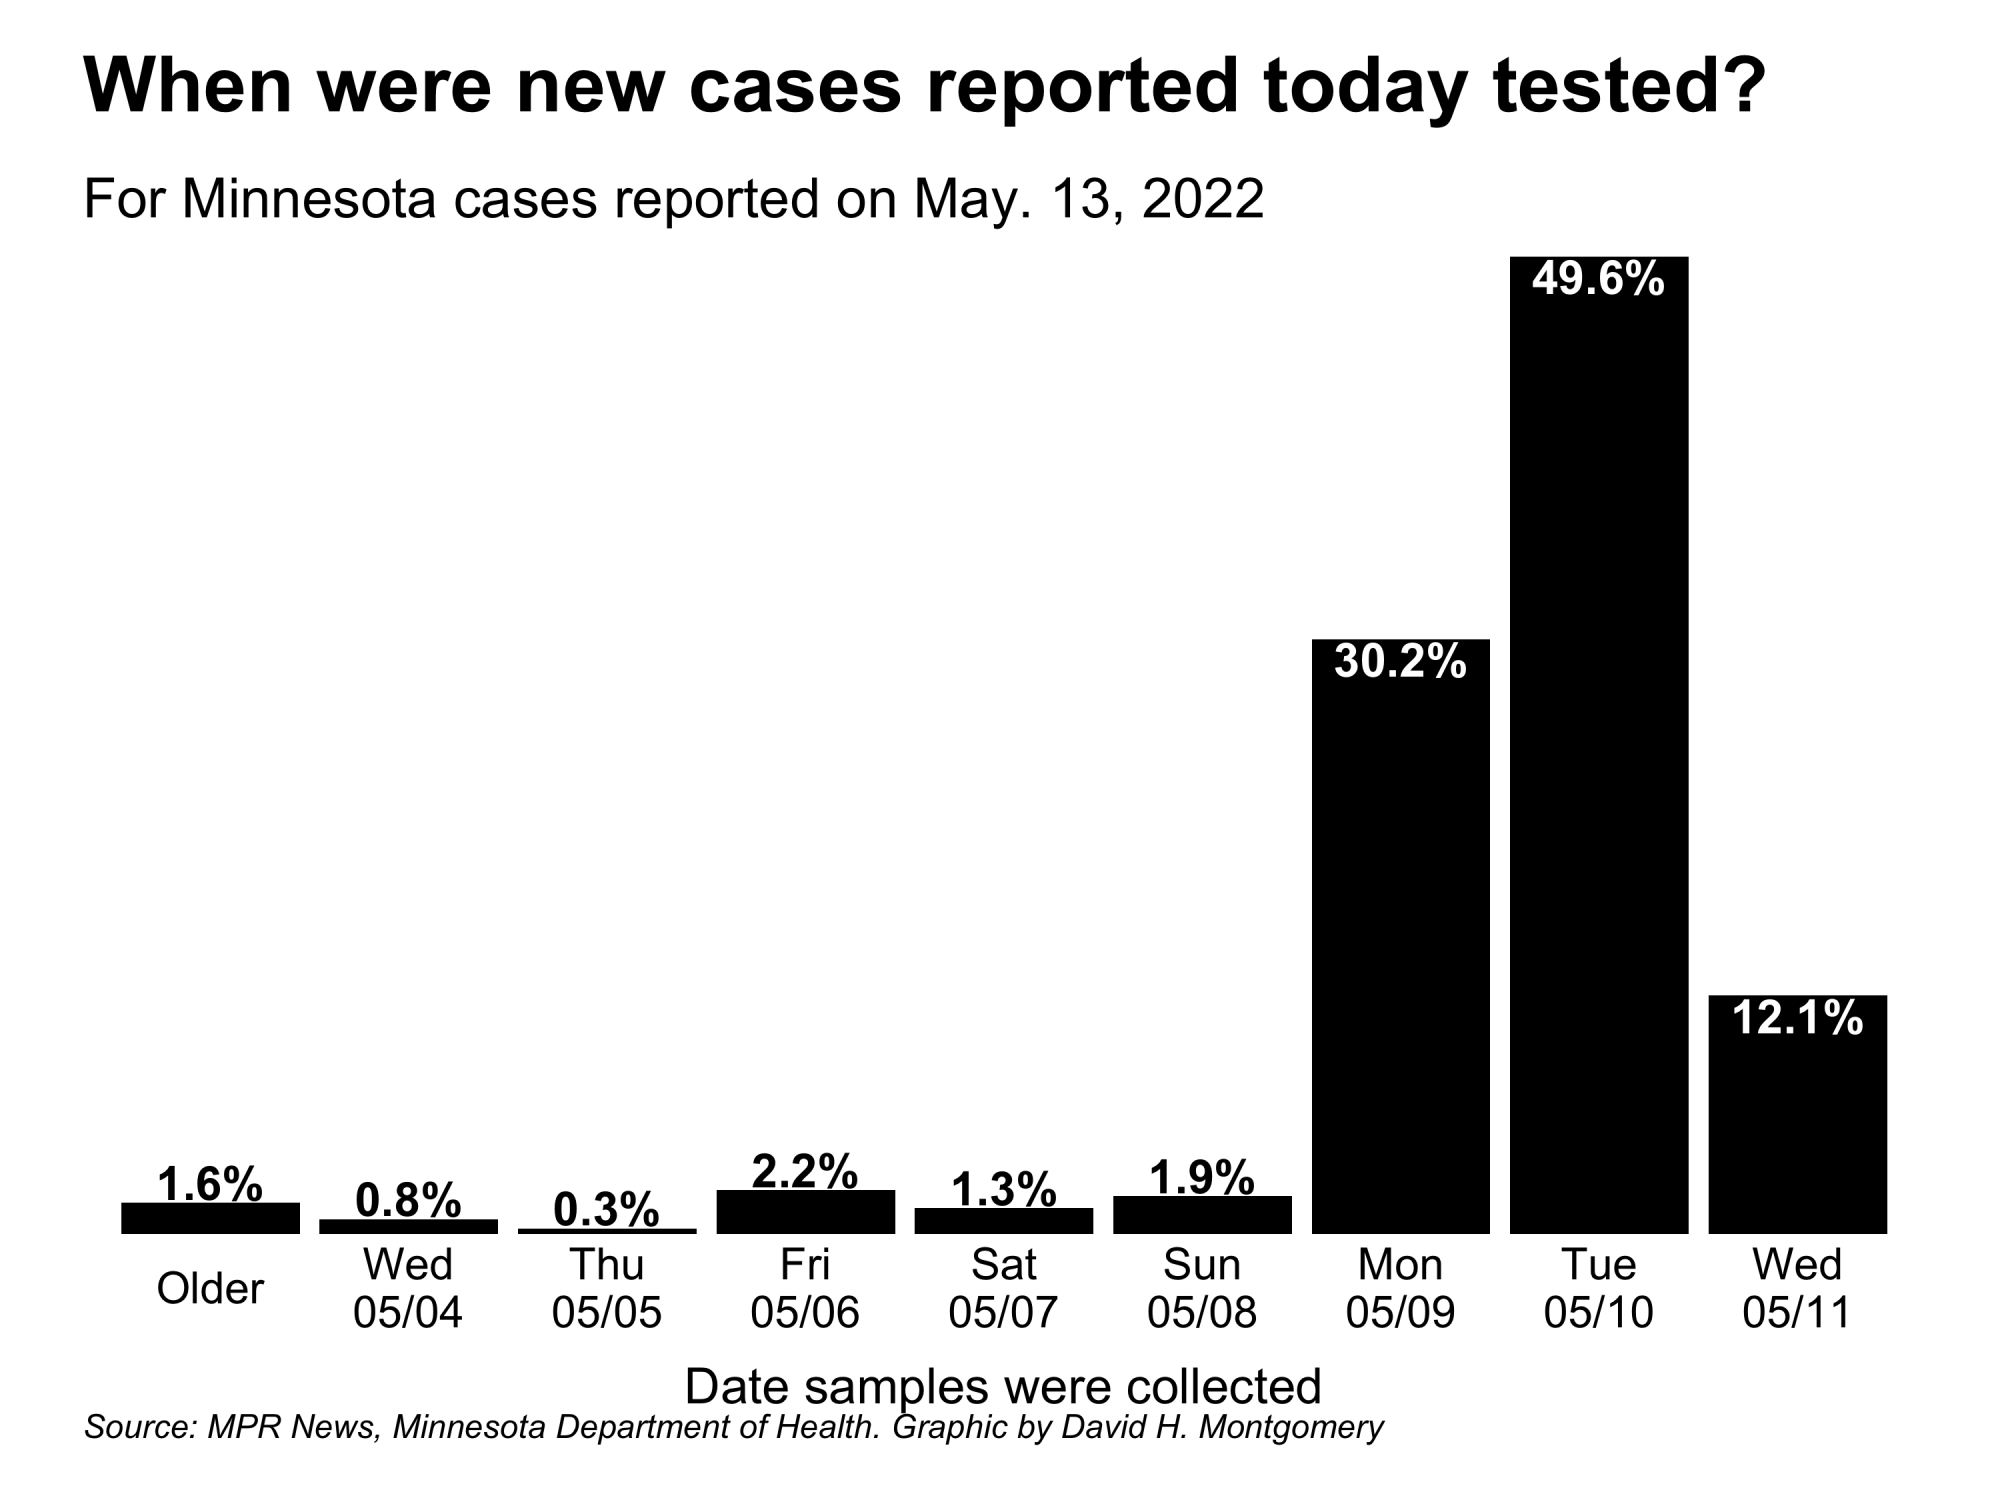 When were new cases reported today tested?
For Minnesota cases reported on May. 13, 2022
49.6%
30.2%
12.1%
1.6%
0.8%
0.3%
2.2%
1.3%
1.9%
Older
Wed
05/04
Thu
05/05
Fri
05/06
Sat
05/07
Sun
05/08
Mon
05/09
Tue
05/10
Wed
05/11
Date samples were collected
Source: MPR News, Minnesota Department of Health. Graphic by David H. Montgomery